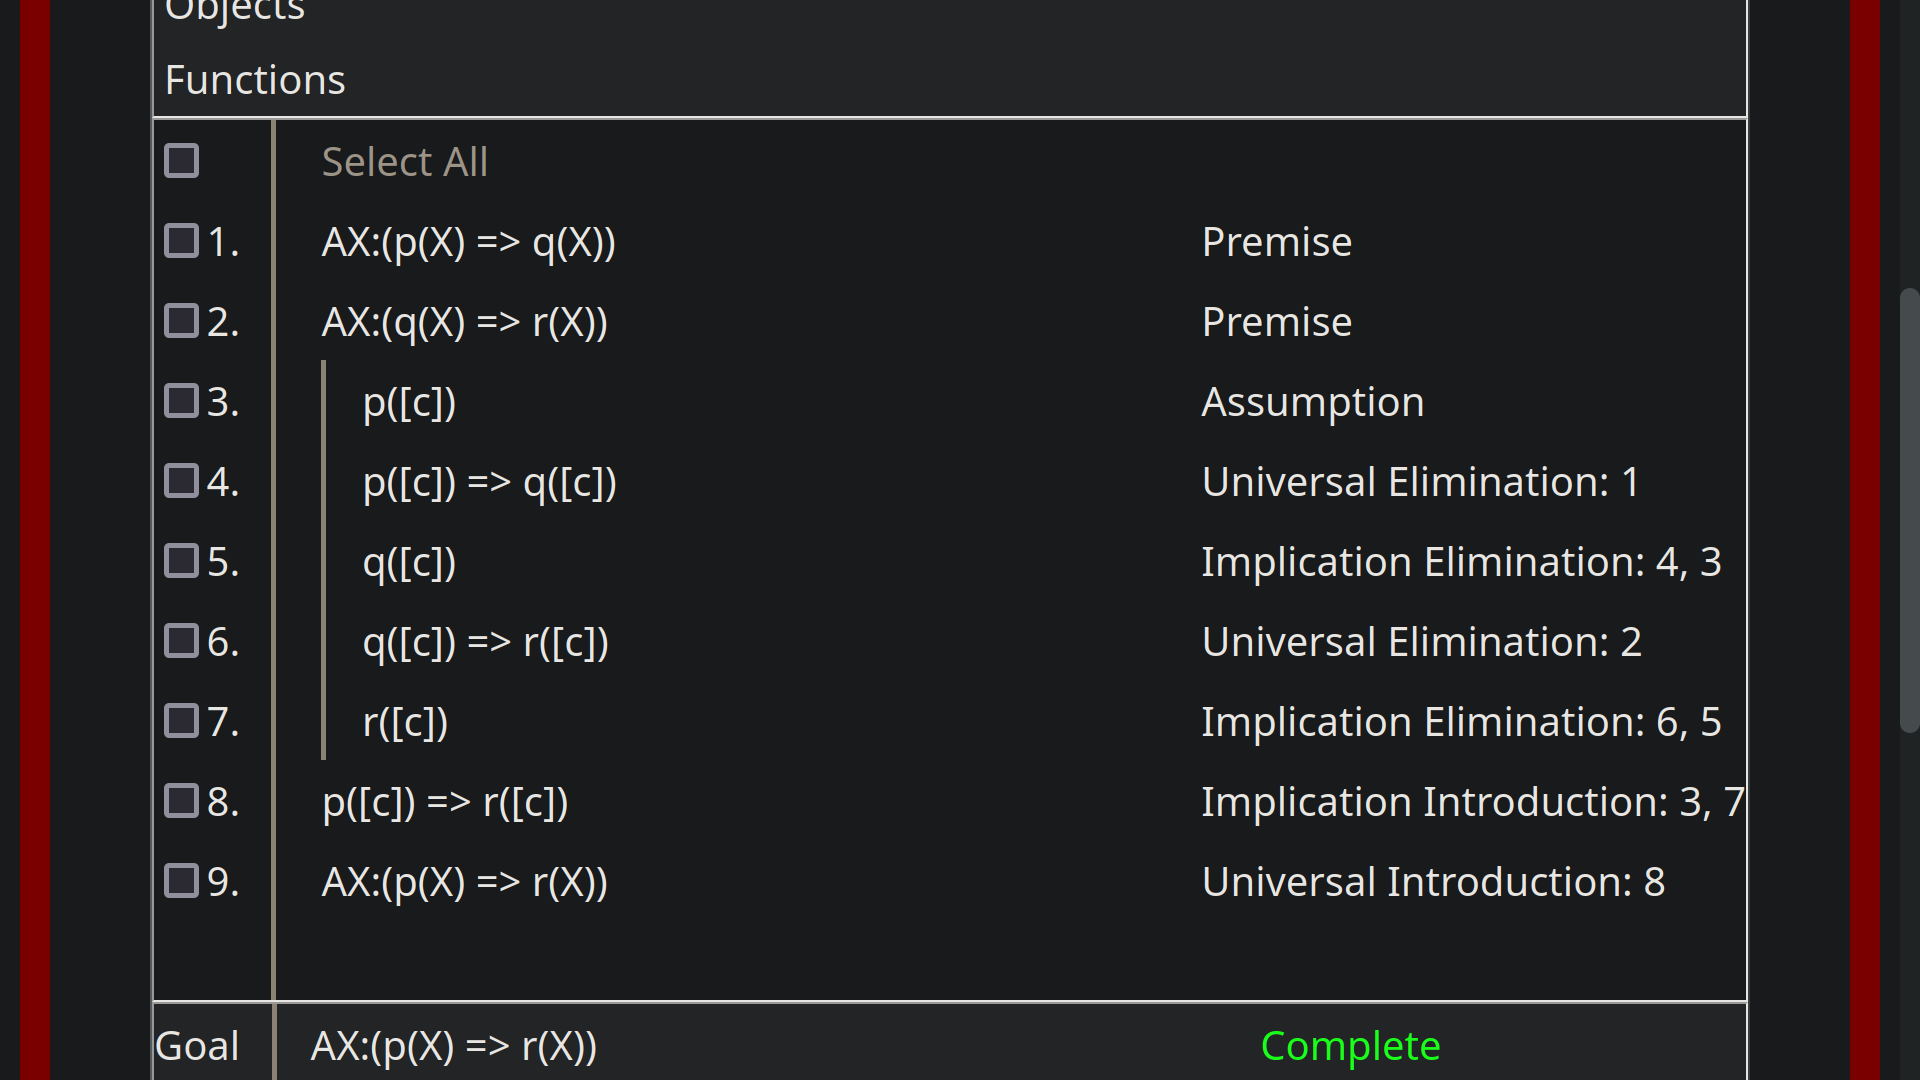 Objects
Functions
Select All
1. AX:(p(X) => q(X)) Premise
2. AX:(q(X) => r(X)) Premise
3. p([c]) Assumption
4. p([c]) => q([c]) Universal Elimination: 1
5. q([c]) Implication Elimination: 4, 3
6. q([c]) => r([c]) Universal Elimination: 2
7. r([c]) Implication Elimination: 6, 5
8. p([c]) => r([c]) Implication Introduction: 3, 7
9. AX:(p(X) => r(X)) Universal Introduction: 8
Goal AX:(p(X) => r(X)) Complete